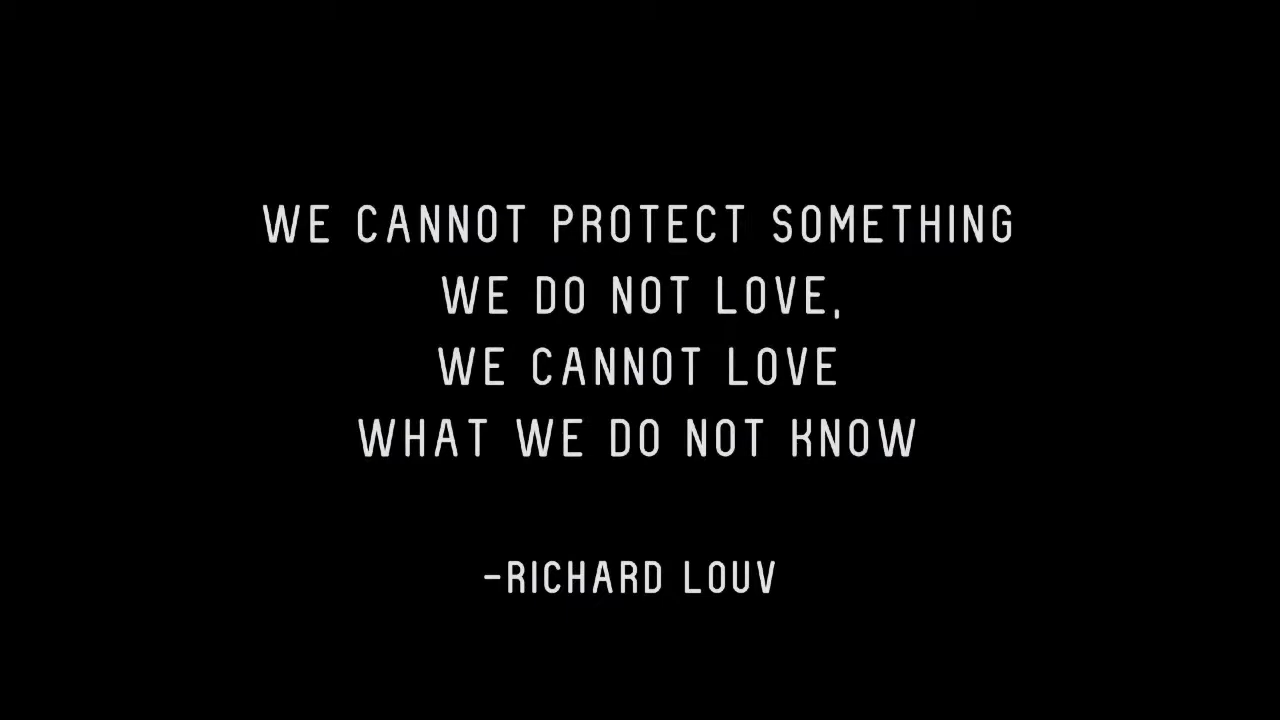 WE CANNOT PROTECT SOMETHING
WE DO NOT LOVE,
WE CANNOT LOVE
WHAT WE DO NOT KNOW
-RICHARD LOUV